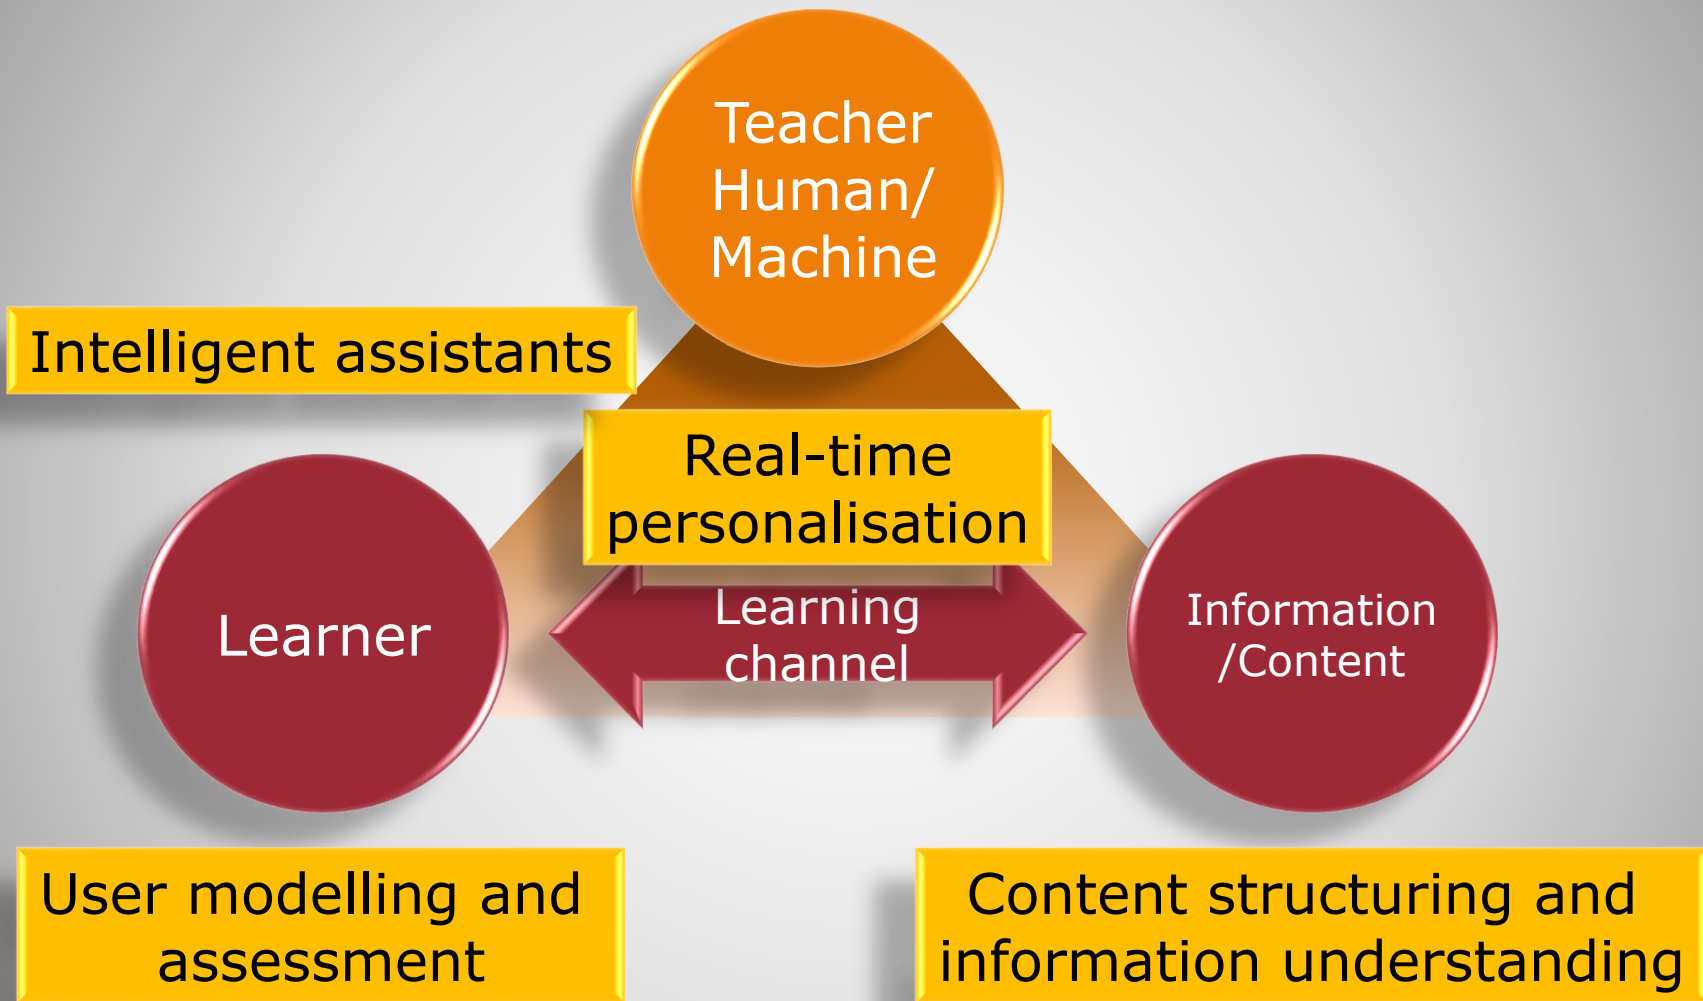 Teacher
Human/
Machine
Intelligent assistants
Real-time
personalisation
Learner
Learning
channel
Information
/Content
User modelling and
assessment
Content structuring and
information understanding